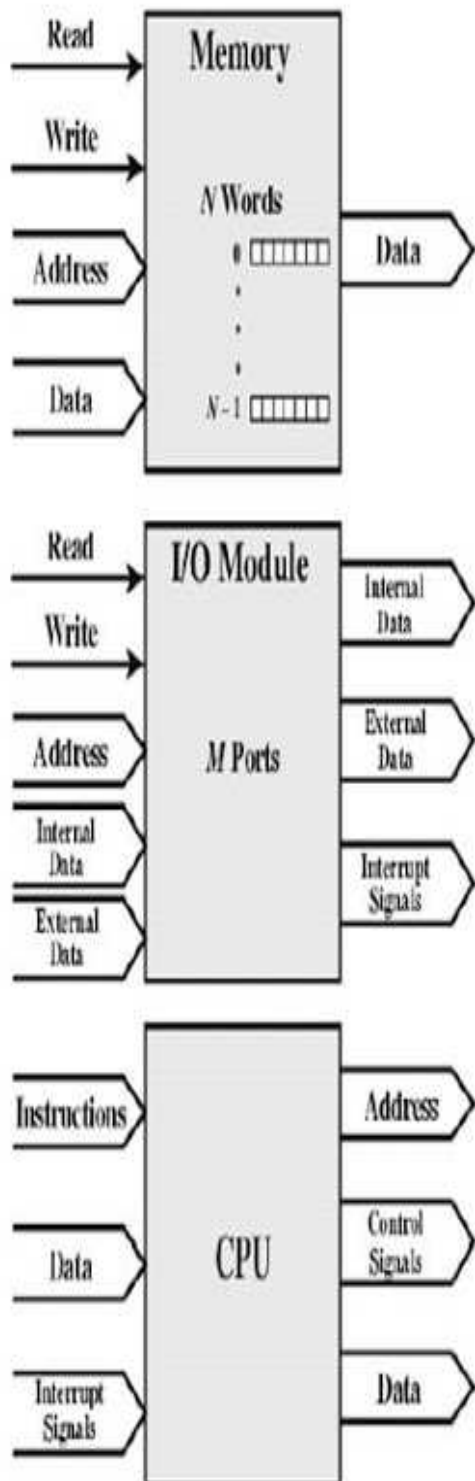 Read
Memory
Write
N Words
Address
0
Data
Data
N – 1
Read
I/O Module
Internal
Data
Write
External
Data
Address
M Ports
Internal
Data
Interrupt
Signals
External
Data
Instructions
Address
Control
Signals
Data
CPU
Interrupt
Signals
Data